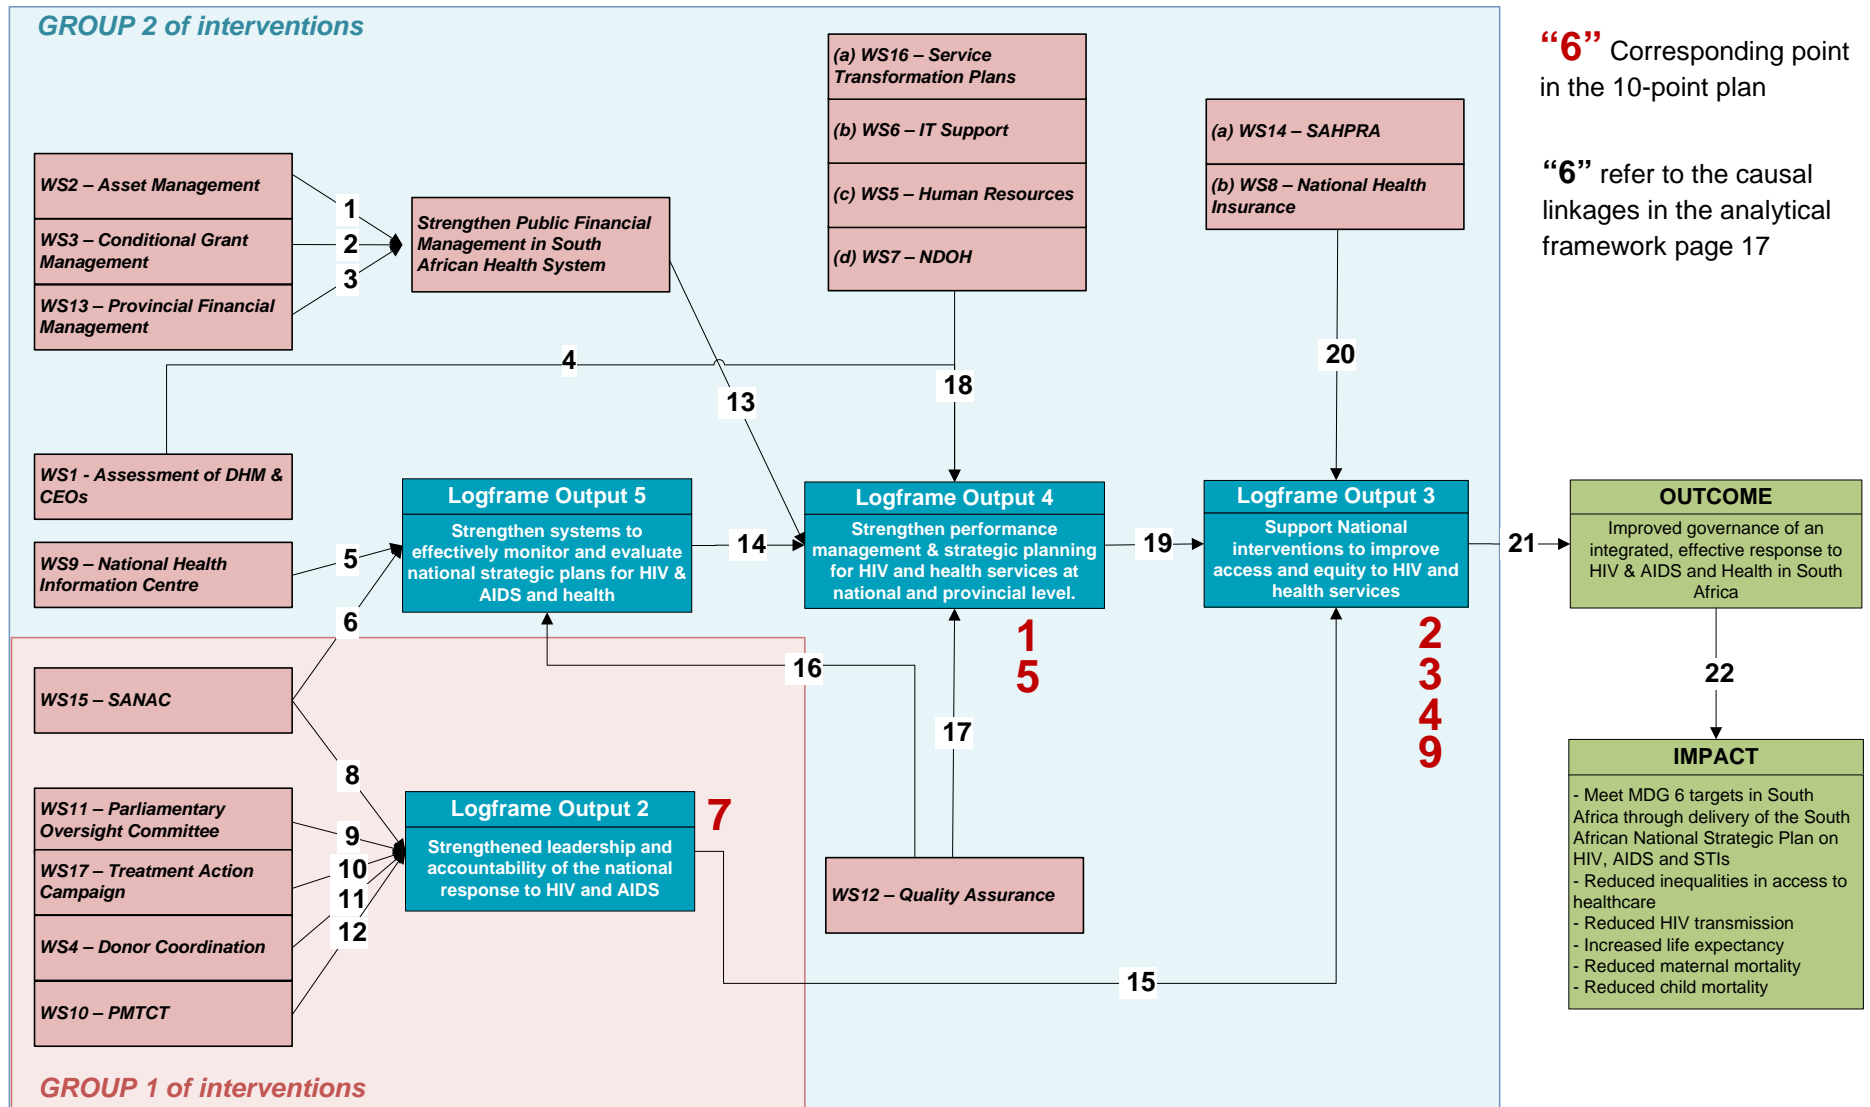 GROUP 2 of interventions
(a) WS16 – Service
Transformation Plans
(b) WS6 – IT Support
(c) WS5 – Human Resources
(d) WS7 – NDOH
(a) WS14 – SAHPRA
(b) WS8 – National Health
Insurance
“6” Corresponding point
in the 10-point plan
“6” refer to the causal
linkages in the analytical
framework page 17
WS2 – Asset Management
WS3 – Conditional Grant
Management
WS13 – Provincial Financial
Management
1
2
3
Strengthen Public Financial
Management in South
African Health System
4
13
18
20
WS1 - Assessment of DHM &
CEOs
WS9 – National Health
Information Centre
5
6
Logframe Output 5
Strengthen systems to
effectively monitor and evaluate
national strategic plans for HIV &
AIDS and health
14
Logframe Output 4
Strengthen performance
management & strategic planning
for HIV and health services at
national and provincial level.
19
Logframe Output 3
Support National
interventions to improve
access and equity to HIV and
health services
21
OUTCOME
Improved governance of an
integrated, effective response to
HIV & AIDS and Health in South
Africa
1
5
2
3
4
9
16
17
22
WS15 – SANAC
8
WS11 – Parliamentary
Oversight Committee
WS17 – Treatment Action
Campaign
WS4 – Donor Coordination
WS10 – PMTCT
9
10
11
12
Logframe Output 2
Strengthened leadership and
accountability of the national
response to HIV and AIDS
7
WS12 – Quality Assurance
15
IMPACT
- Meet MDG 6 targets in South
Africa through delivery of the South
African National Strategic Plan on
HIV, AIDS and STIs
- Reduced inequalities in access to
healthcare
- Reduced HIV transmission
- Increased life expectancy
- Reduced maternal mortality
- Reduced child mortality
GROUP 1 of interventions